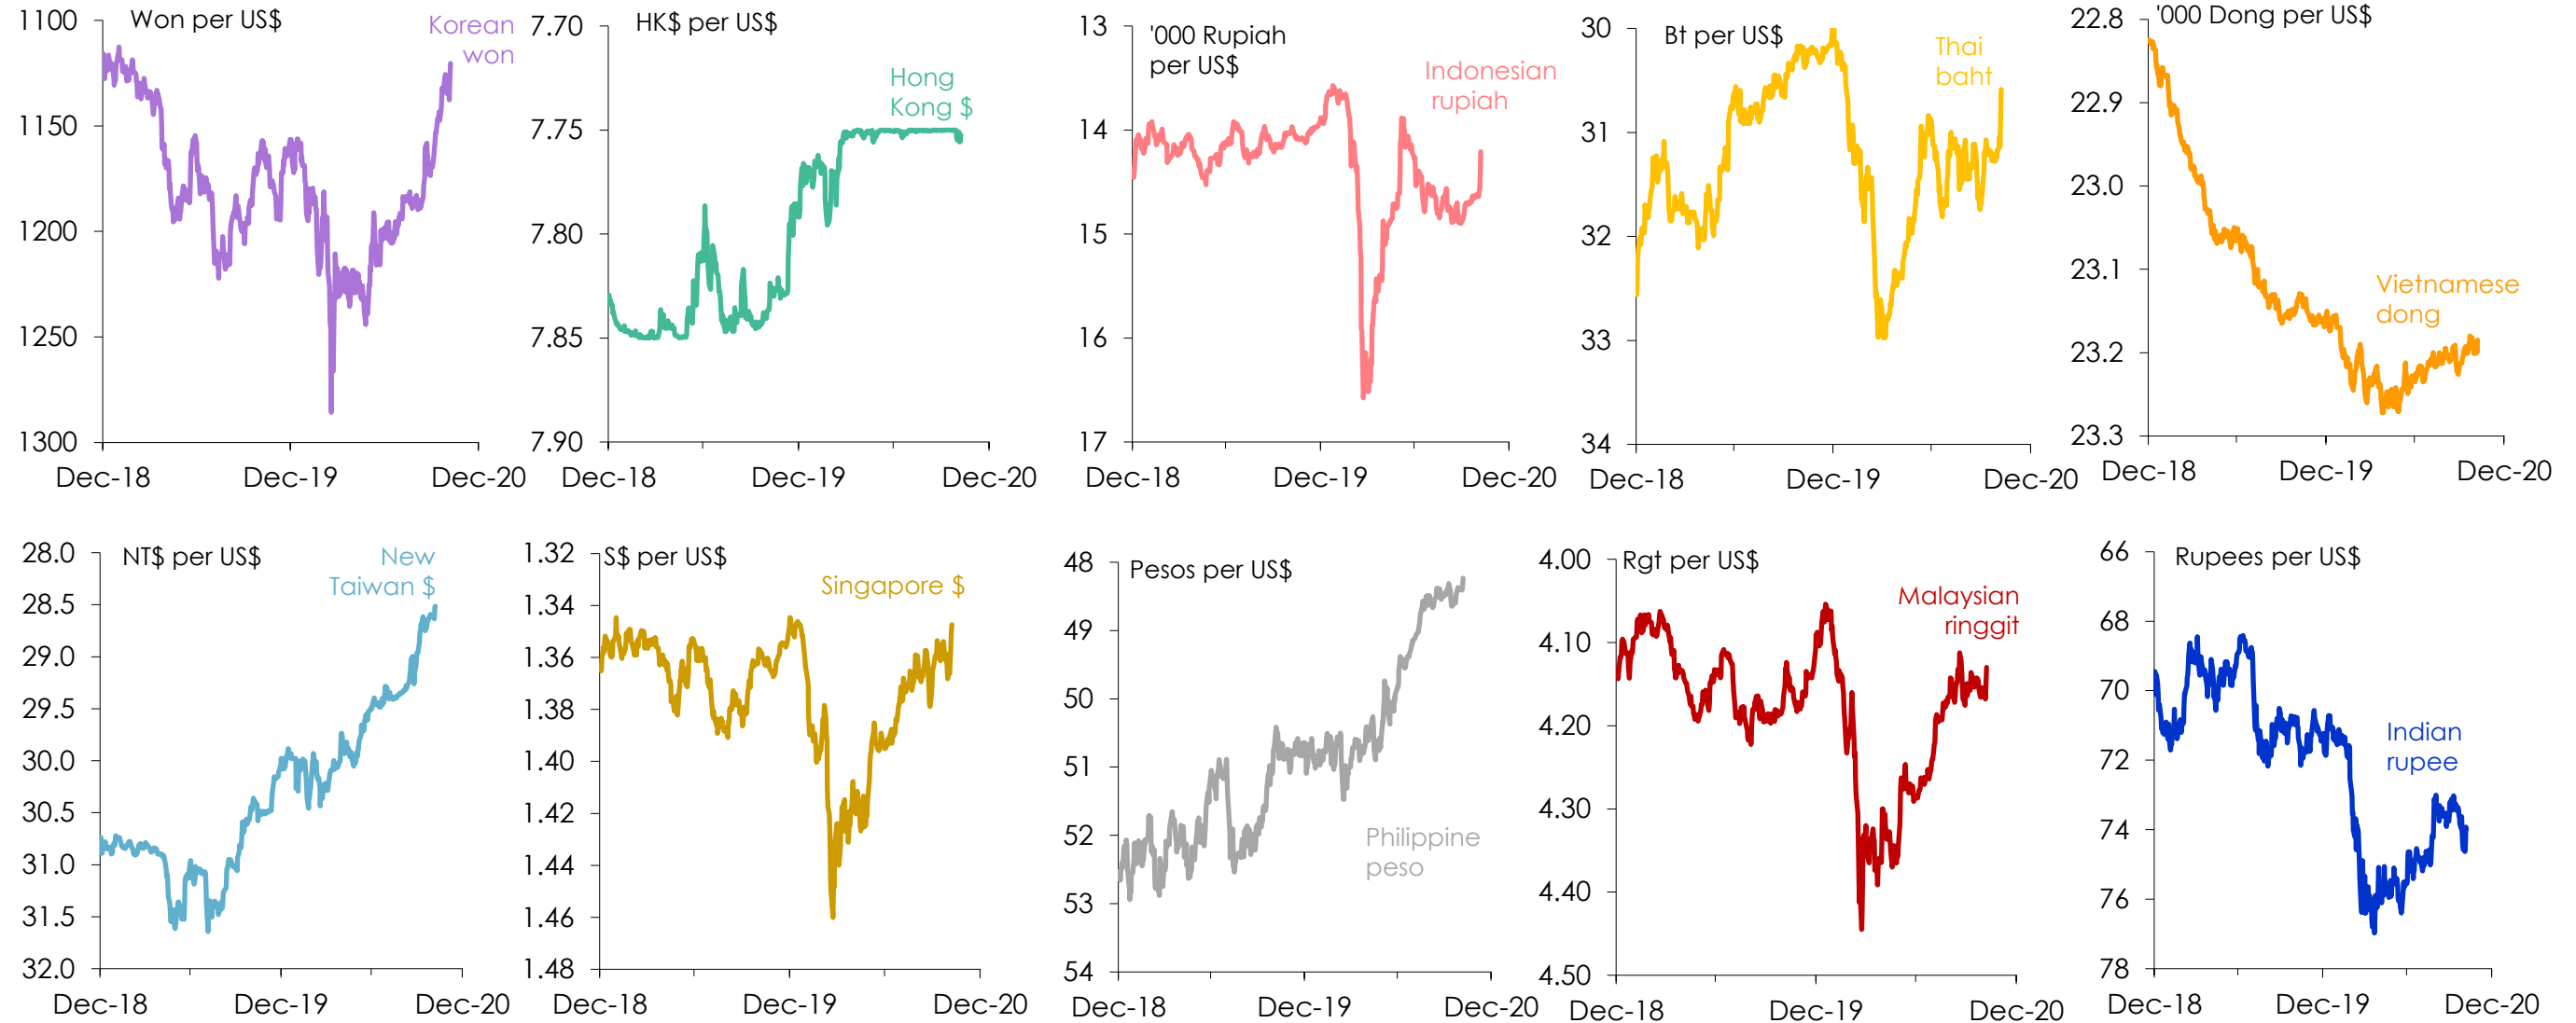 Won per US$
Korean
won
1100
1150
1200
1250
1300
Dec-18
Dec-19
Dec-20
HK$ per US$
Hong
Kong $
7.70
7.75
7.80
7.85
7.90
Dec-18
Dec-19
Dec-20
'000 Rupiah
per US$
Indonesian
rupiah
13
14
15
16
17
Dec-18
Dec-19
Dec-20
Bt per US$
Thai
baht
30
31
32
33
34
Dec-18
Dec-19
Dec-20
'000 Dong per US$
Vietnamese
dong
22.8
22.9
23.0
23.1
23.2
23.3
Dec-18
Dec-19
Dec-20
NT$ per US$
New
Taiwan $
28.0
28.5
29.0
29.5
30.0
30.5
31.0
31.5
32.0
Dec-18
Dec-19
Dec-20
S$ per US$
Singapore $
1.32
1.34
1.36
1.38
1.40
1.42
1.44
1.46
1.48
Dec-18
Dec-19
Dec-20
Pesos per US$
Philippine
peso
48
49
50
51
52
53
54
Dec-18
Dec-19
Dec-20
Rgt per US$
Malaysian
ringgit
4.00
4.10
4.20
4.30
4.40
4.50
Dec-18
Dec-19
Dec-20
Rupees per US$
Indian
rupee
66
68
70
72
74
76
78
Dec-18
Dec-19
Dec-20